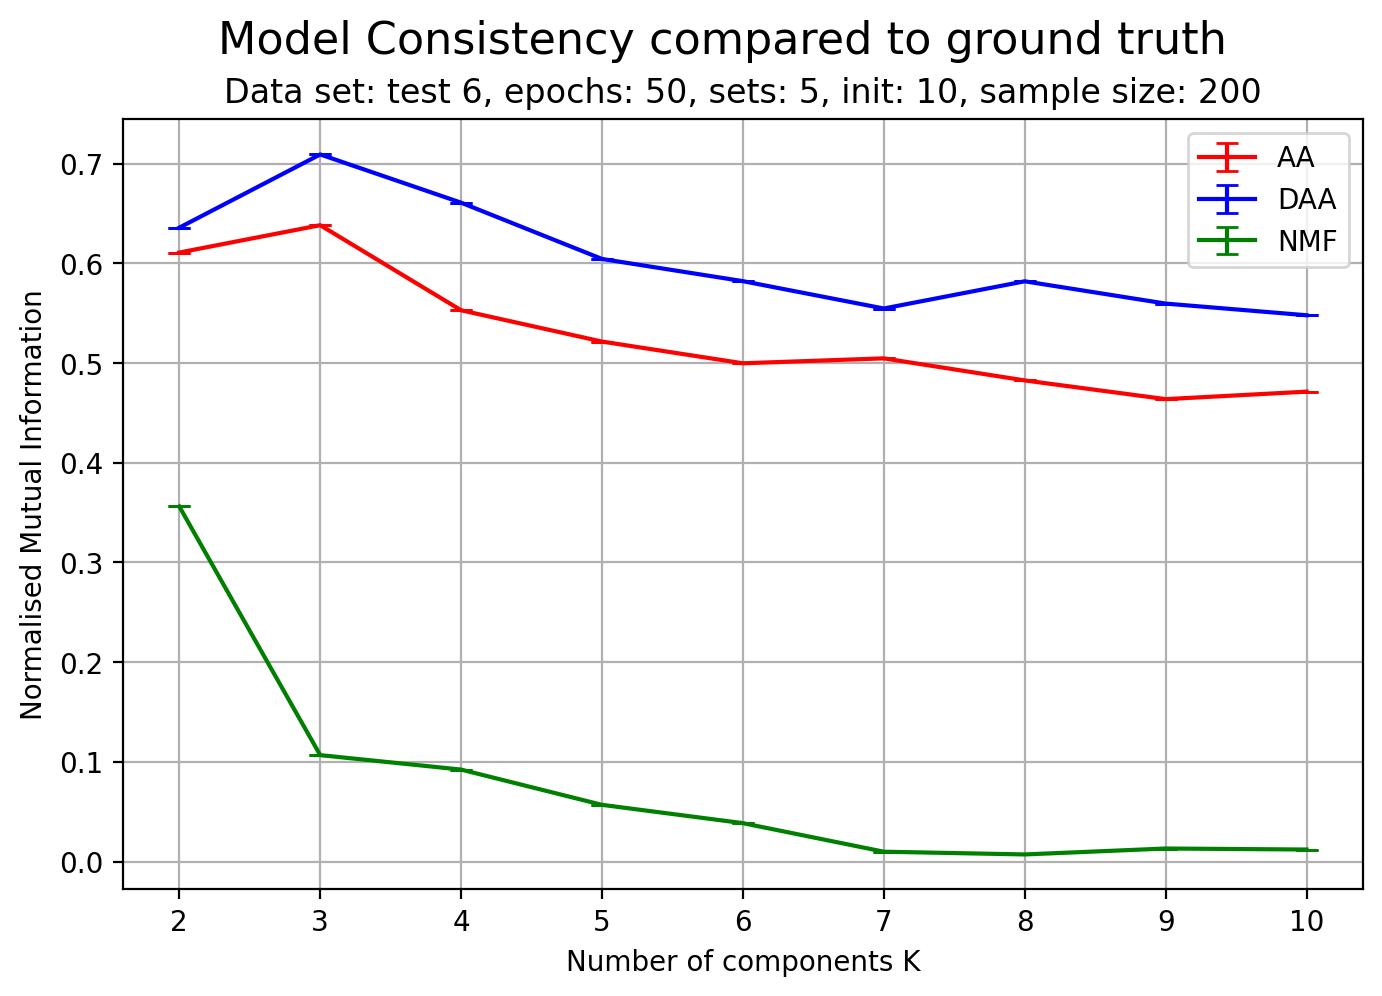 Model Consistency compared to ground truth
Data set: test 6, epochs: 50, sets: 5, init: 10, sample size: 200
AA
DAA
NMF
Normalised Mutual Information
0.7
0.6
0.5
0.4
0.3
0.2
0.1
0.0
2 3 4 5 6 7 8 9 10
Number of components K